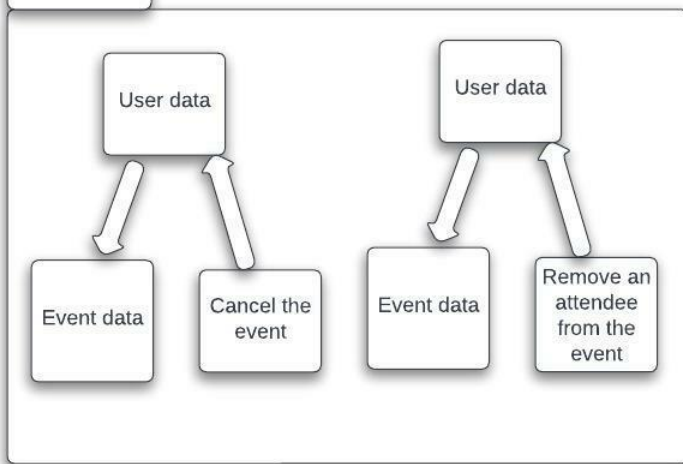 User data
Event data
Cancel the
event
User data
Event data
Remove an
attendee
from the
event